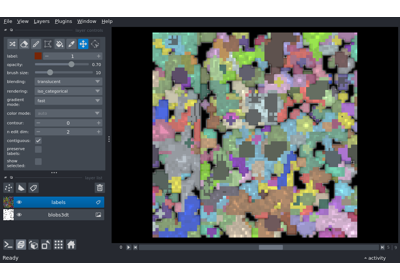 File View Layers Plugins Window Help
label: 1
opacity: 0.70
brush size: 10
blending: translucent
rendering: iso_categorical
gradient mode: fast
color mode:
contour: 0
n edit dim: 2
contiguous:
preserve labels:
show selected:
labels
blobs3dt
Ready
activity